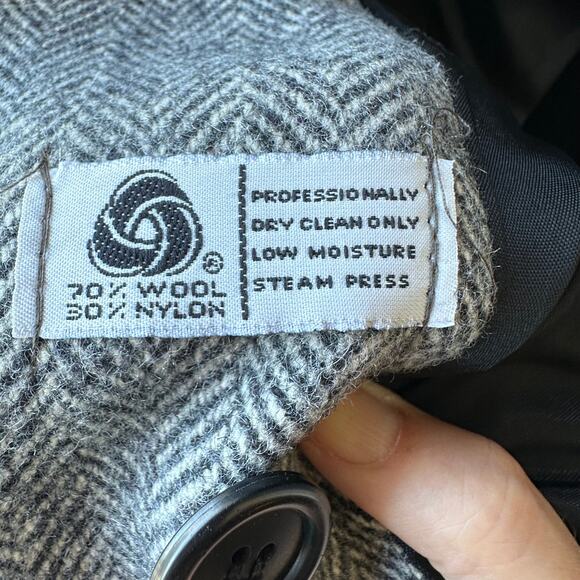 70% WOOL
30% NYLON
PROFESSIONALLY
DRY CLEAN ONLY
LOW MOISTURE
STEAM PRESS
®